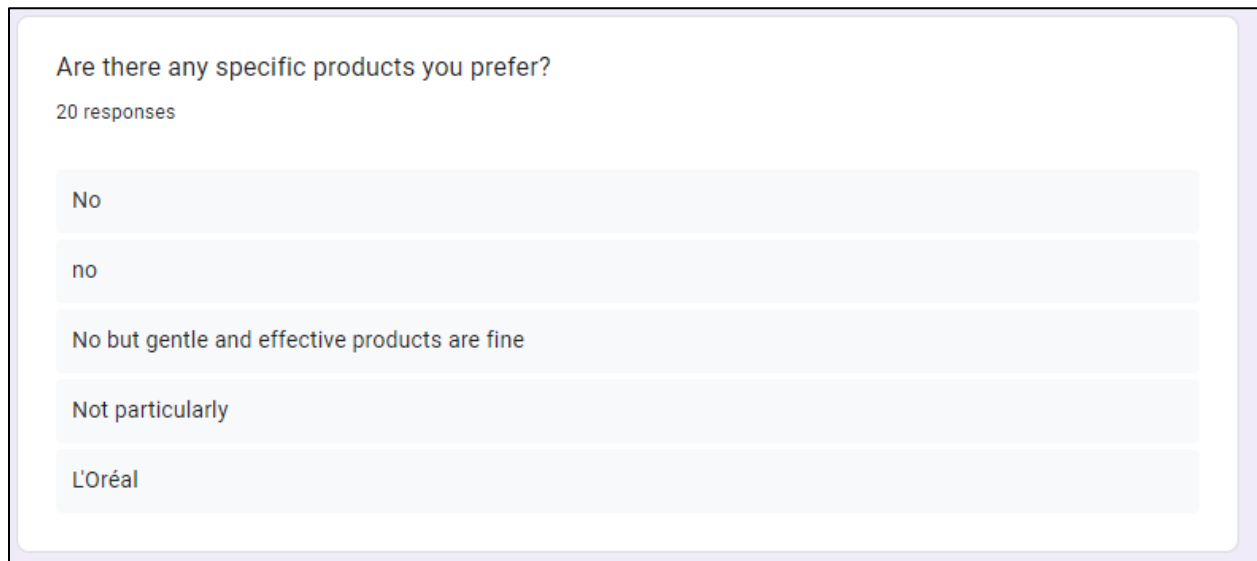 Are there any specific products you prefer?
20 responses
No
no
No but gentle and effective products are fine
Not particularly
L'Oréal